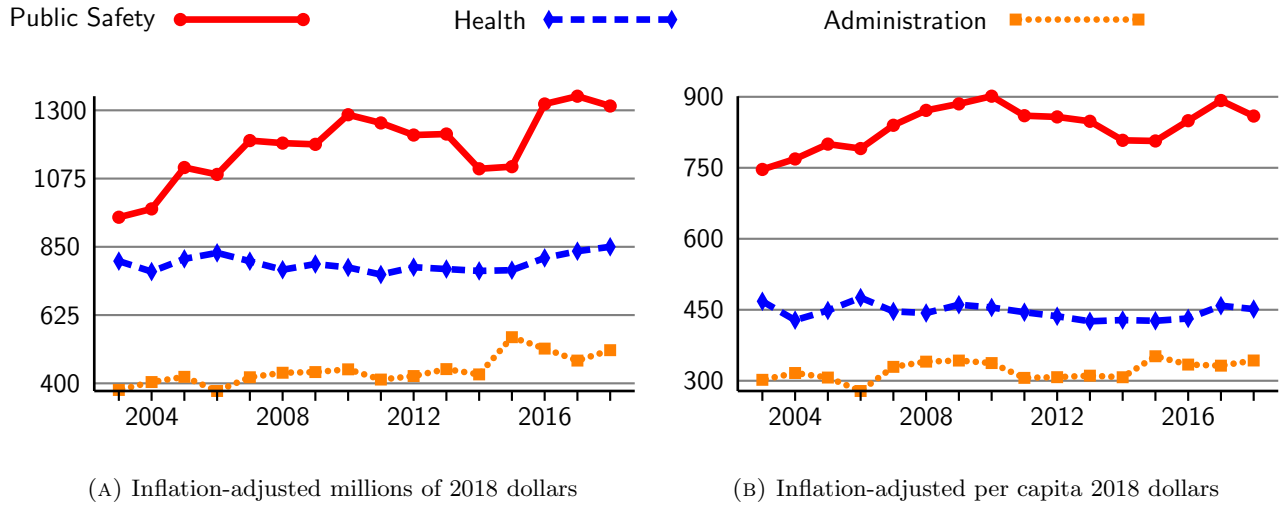 Public Safety Health Administration
1300
1075
850
625
400
2004 2008 2012 2016
900
750
600
450
300
2004 2008 2012 2016
(A) Inflation-adjusted millions of 2018 dollars
(B) Inflation-adjusted per capita 2018 dollars